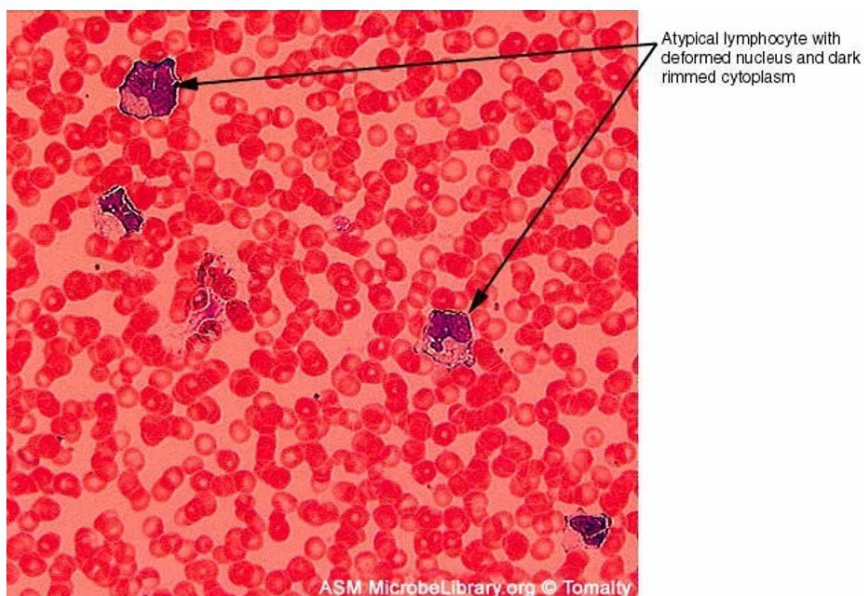 Atypical lymphocyte with
deformed nucleus and dark
rimmed cytoplasm
ASM MicrobeLibrary.org © Tomalty